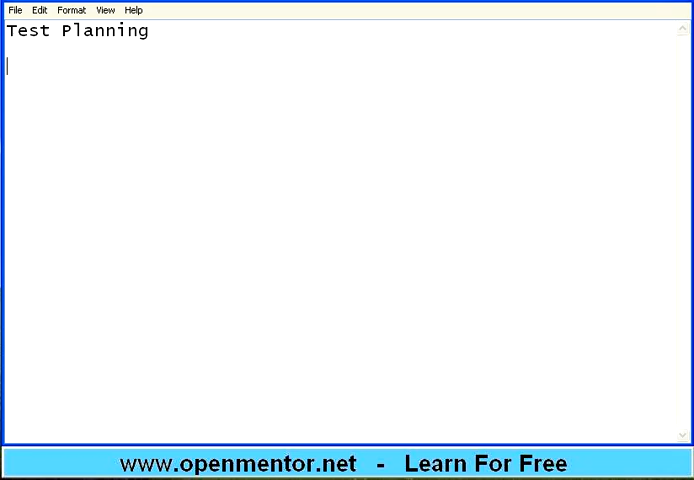 File Edit Format View Help
Test Planning
www.openmentor.net - Learn For Free